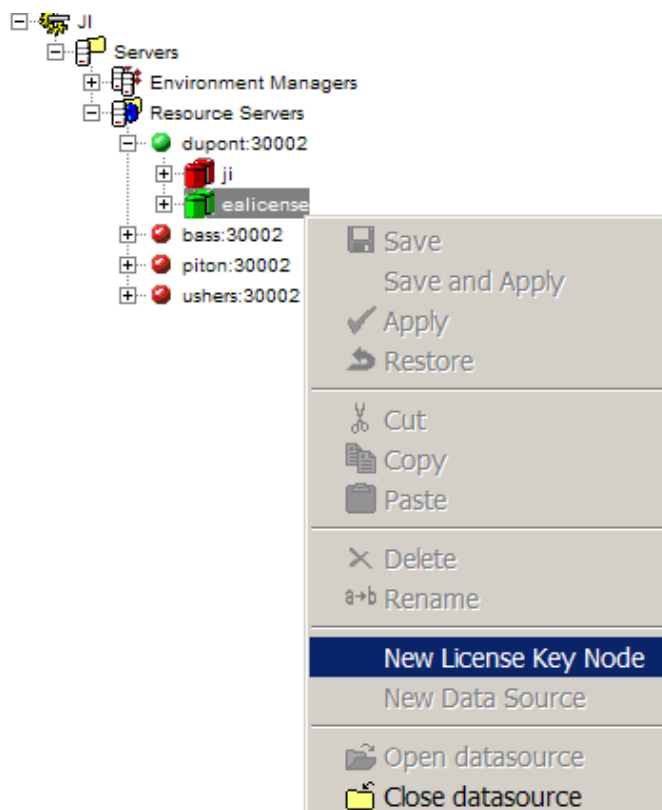 JI
Servers
Environment Managers
Resource Servers
dupont:30002
ji
ealicense
bass:30002
piton:30002
ushers:30002
Save
Save and Apply
Apply
Restore
Cut
Copy
Paste
Delete
a→b Rename
New License Key Node
New Data Source
Open datasource
Close datasource